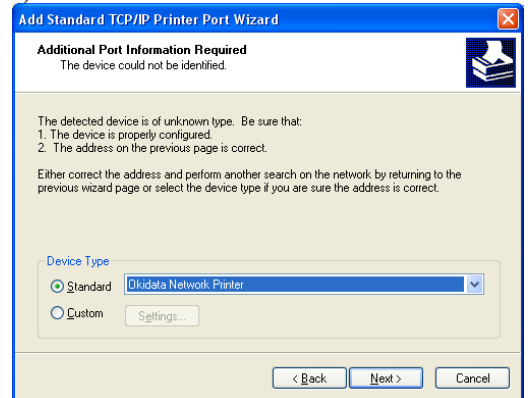 Add Standard TCP/IP Printer Port Wizard
Additional Port Information Required
The device could not be identified.
The detected device is of unknown type. Be sure that:
1. The device is properly configured.
2. The address on the previous page is correct.
Either correct the address and perform another search on the network by returning to the
previous wizard page or select the device type if you are sure the address is correct.
Device Type
Standard
Okidata Network Printer
Custom
Settings...
< Back
Next >
Cancel